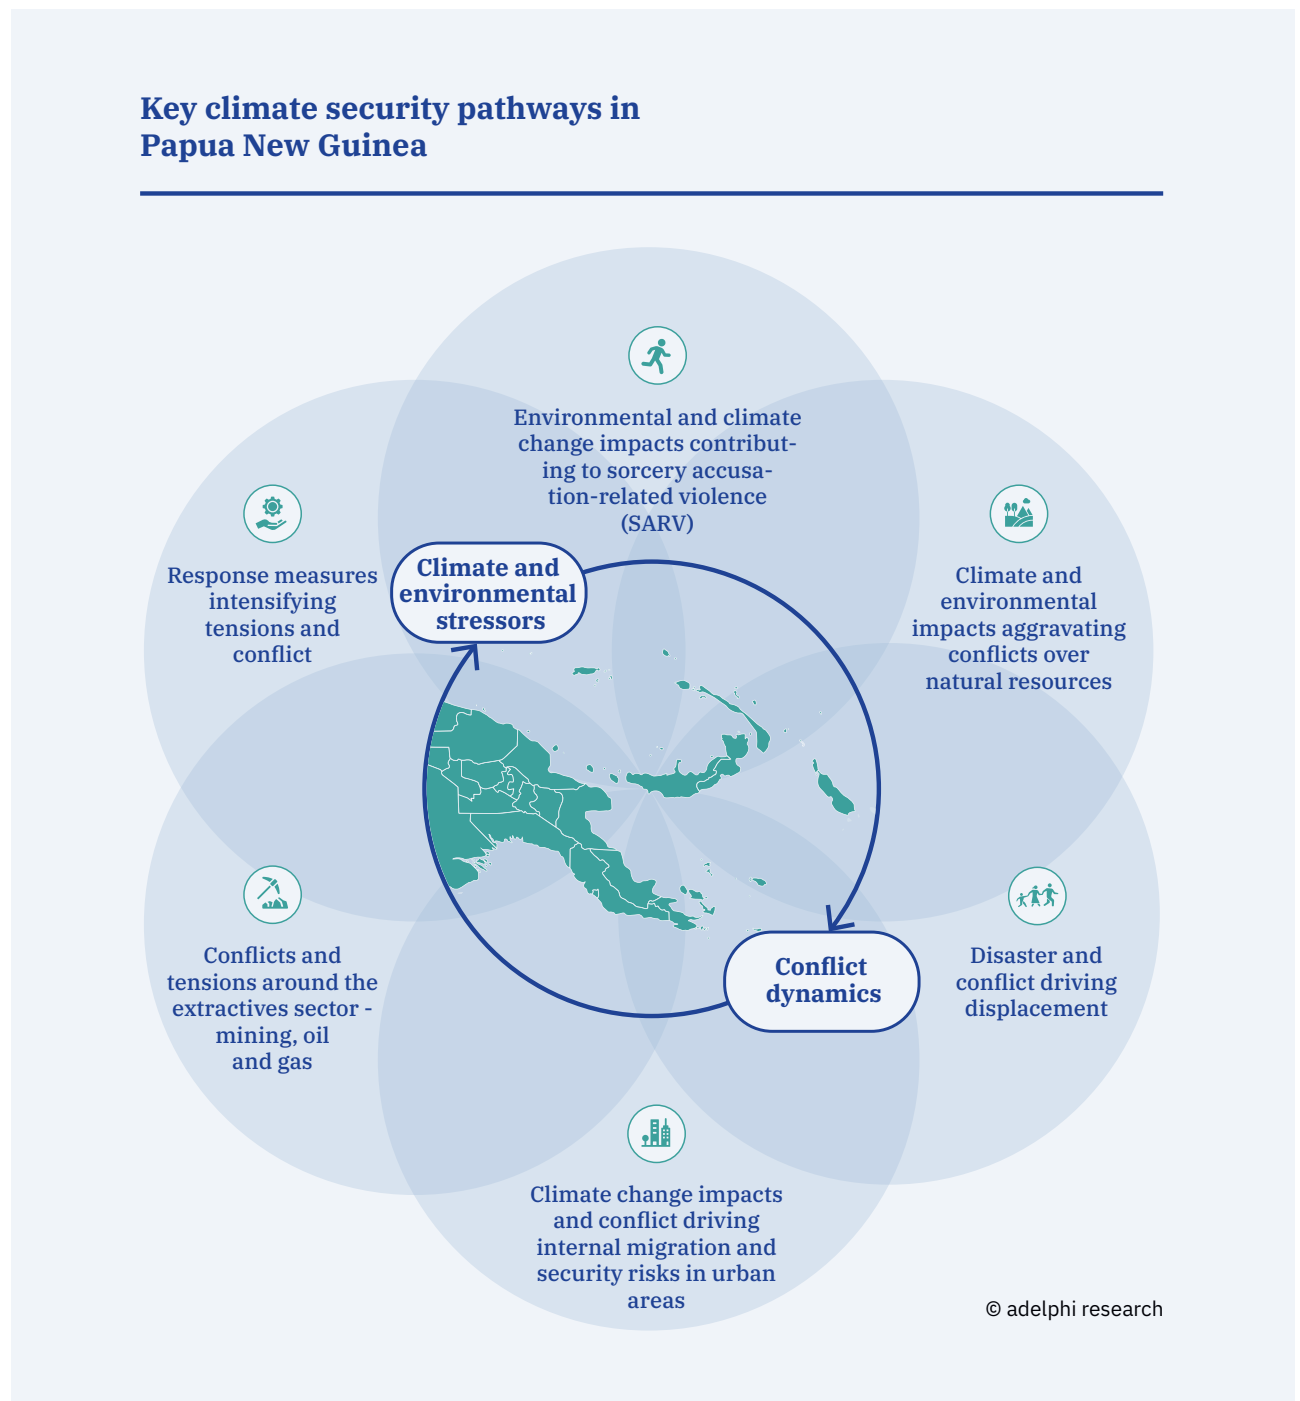 Key climate security pathways in
Papua New Guinea
Environmental and climate
change impacts contribut-
ing to sorcery accusa-
tion-related violence
(SARV)
Response measures
intensifying
tensions and
conflict
Climate and
environmental
stressors
Climate and
environmental
impacts aggravating
conflicts over
natural resources
Conflicts and
tensions around the
extractives sector -
mining, oil
and gas
Conflict
dynamics
Disaster and
conflict driving
displacement
Climate change impacts
and conflict driving
internal migration and
security risks in urban
areas
© adelphi research